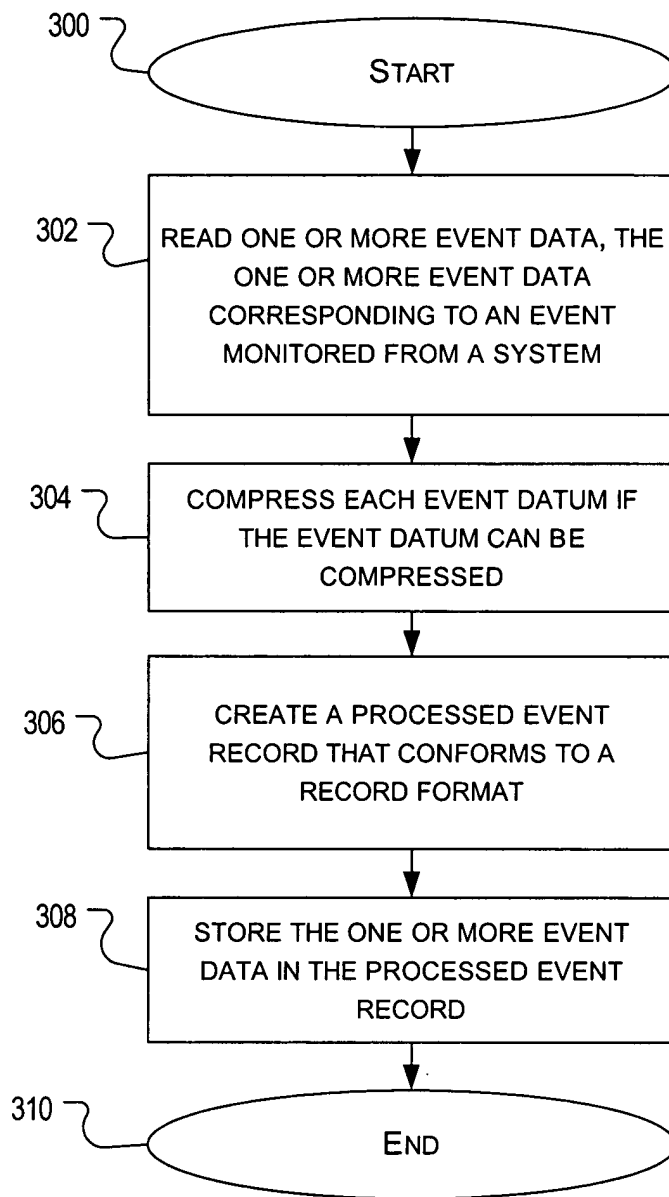 300
START
302
READ ONE OR MORE EVENT DATA, THE
ONE OR MORE EVENT DATA
CORRESPONDING TO AN EVENT
MONITORED FROM A SYSTEM
304
COMPRESS EACH EVENT DATUM IF
THE EVENT DATUM CAN BE
COMPRESSED
306
CREATE A PROCESSED EVENT
RECORD THAT CONFORMS TO A
RECORD FORMAT
308
STORE THE ONE OR MORE EVENT
DATA IN THE PROCESSED EVENT
RECORD
310
END